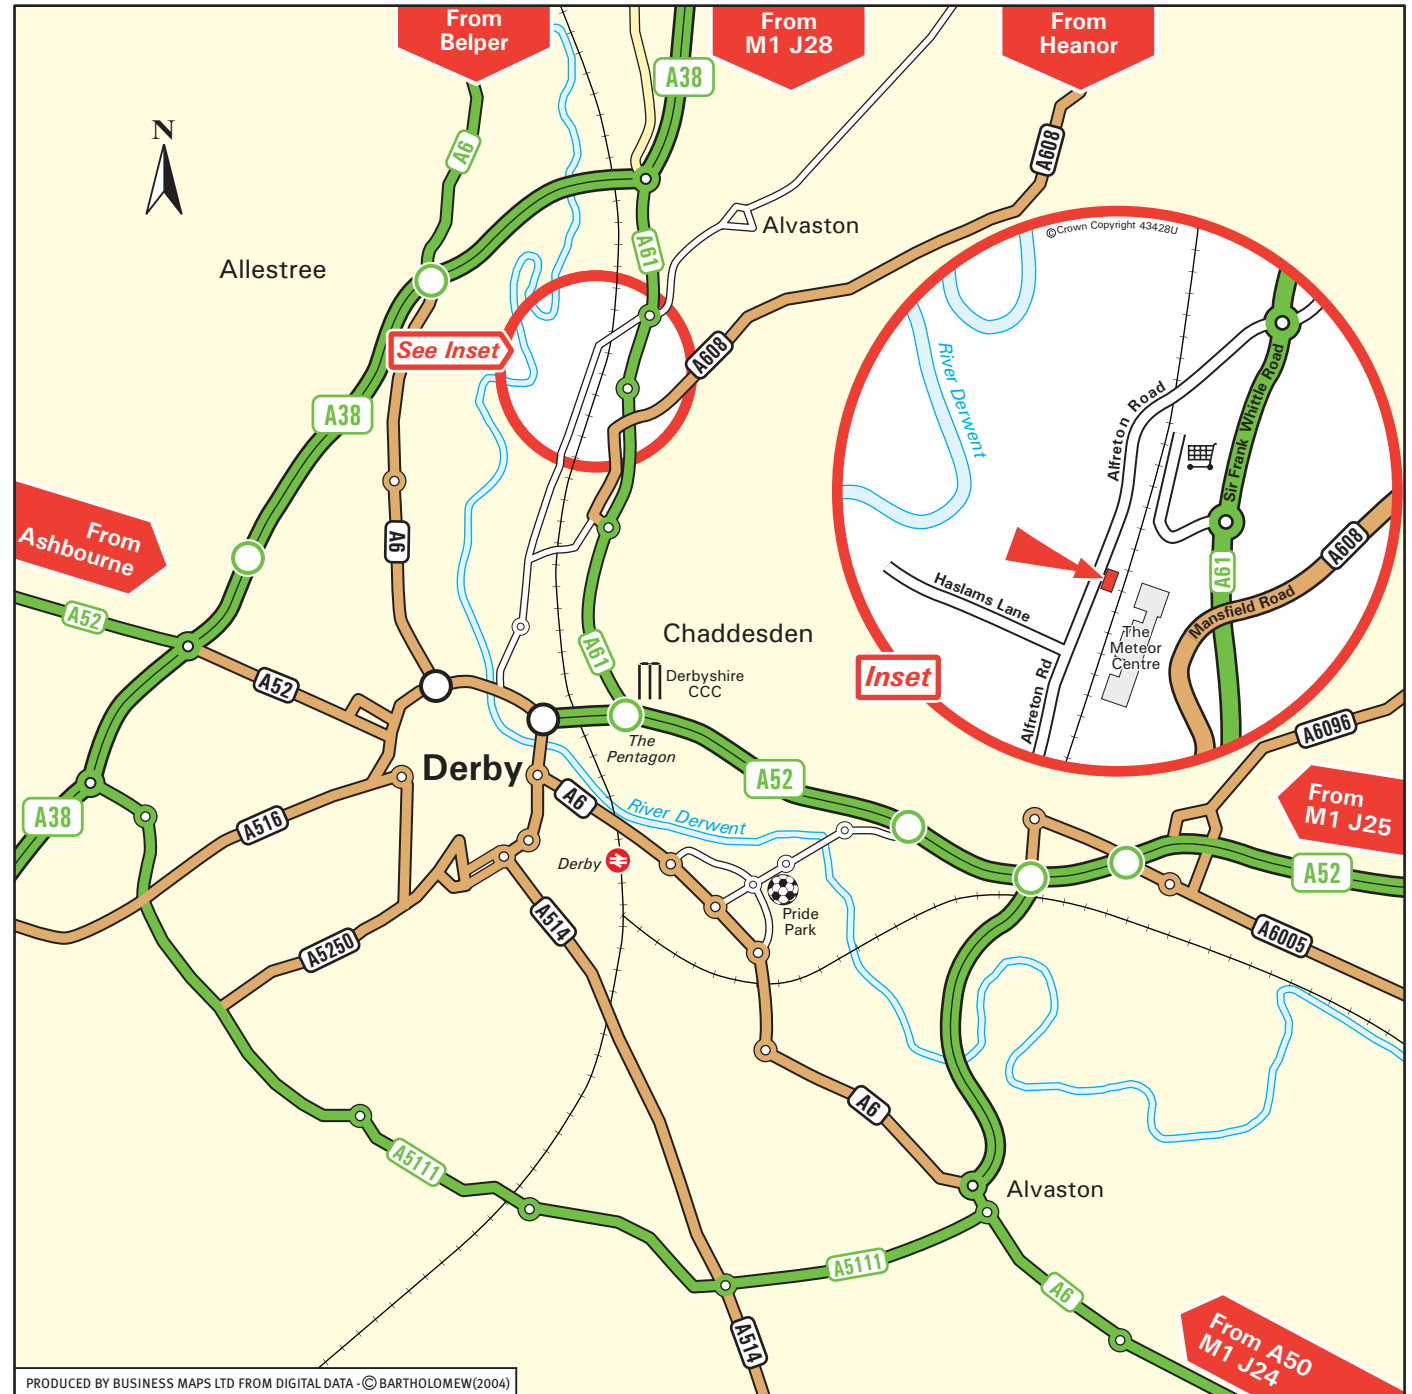 From
Belper
From
M1 J28
From
Heanor
A38
N
A6
A608
Alvaston
©Crown Copyright 43428U
A61
Allestree
See Inset
A608
River Derwent
Alfreton Road
Sir Frank Whittle Road
A38
From
Ashbourne
A6
A608
A61
Haslams Lane
Mansfield Road
A52
Chaddesden
The
Meteor
Centre
A61
Derbyshire
CCC
Inset
Alfreton Rd
A52
A6096
The
Pentagon
Derby
A52
From
M1 J25
A38
A6
River Derwent
A516
Derby
A52
Pride
Park
A514
A6005
A5250
A6
A5111
Alvaston
A5111
A6
A514
From A50
M1 J24
PRODUCED BY BUSINESS MAPS LTD FROM DIGITAL DATA - © BARTHOLOMEW(2004)